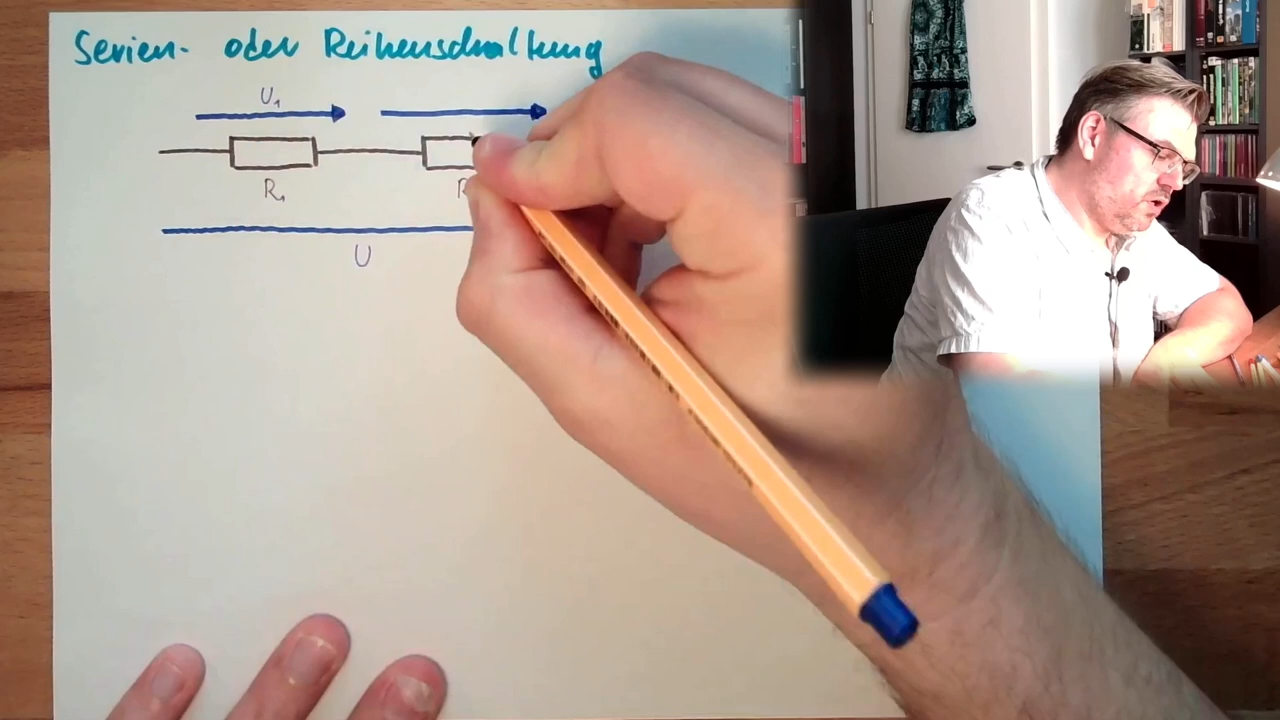 Serien- oder Reihenschaltung
U₁
R₁ R
U